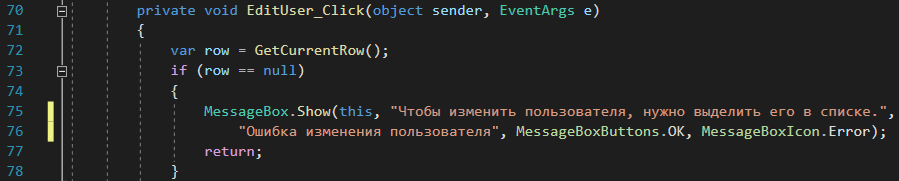 70 private void EditUser_Click(object sender, EventArgs e)
71 {
72 var row = GetCurrentRow();
73 if (row == null)
74 {
75 MessageBox.Show(this, "Чтобы изменить пользователя, нужно выделить его в списке.",
76 "Ошибка изменения пользователя", MessageBoxButtons.OK, MessageBoxIcon.Error);
77 return;
78 }